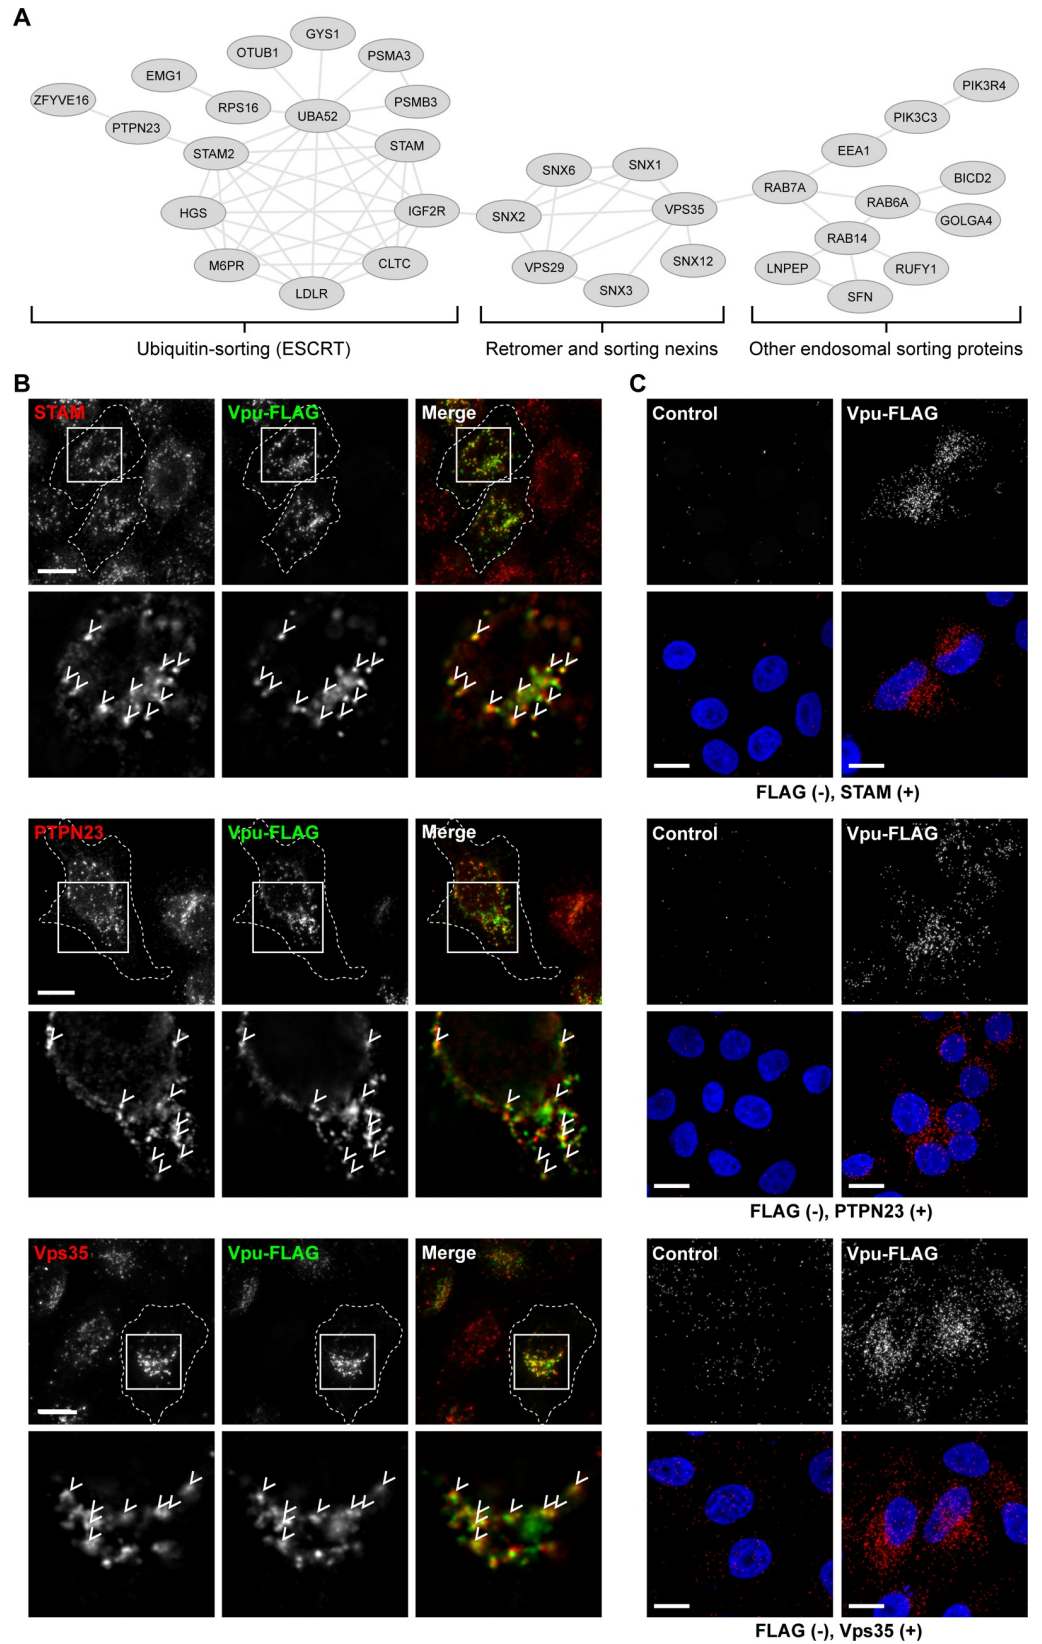 A
GYS1
OTUB1
PSMA3
EMG1
PIK3R4
ZFYVE16
RPS16
PSMB3
UBA52
PIK3C3
PTPN23
STAM2
STAM
EEA1
SNX6
SNX1
BICD2
RAB7A
RAB6A
HGS
IGF2R
SNX2
VPS35
GOLGA4
RAB14
M6PR
CLTC
VPS29
SNX12
LNPEP
RUFY1
LDLR
SNX3
SFN
Ubiquitin-sorting (ESCRT)
Retromer and sorting nexins
Other endosomal sorting proteins
B
STAM
Vpu-FLAG
Merge
PTPN23
Vpu-FLAG
Merge
Vps35
Vpu-FLAG
Merge
C
Control
Vpu-FLAG
FLAG (-), STAM (+)
Control
Vpu-FLAG
FLAG (-), PTPN23 (+)
Control
Vpu-FLAG
FLAG (-), Vps35 (+)